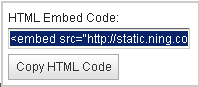 HTML Embed Code:
<embed src="http://static.ning.co
Copy HTML Code